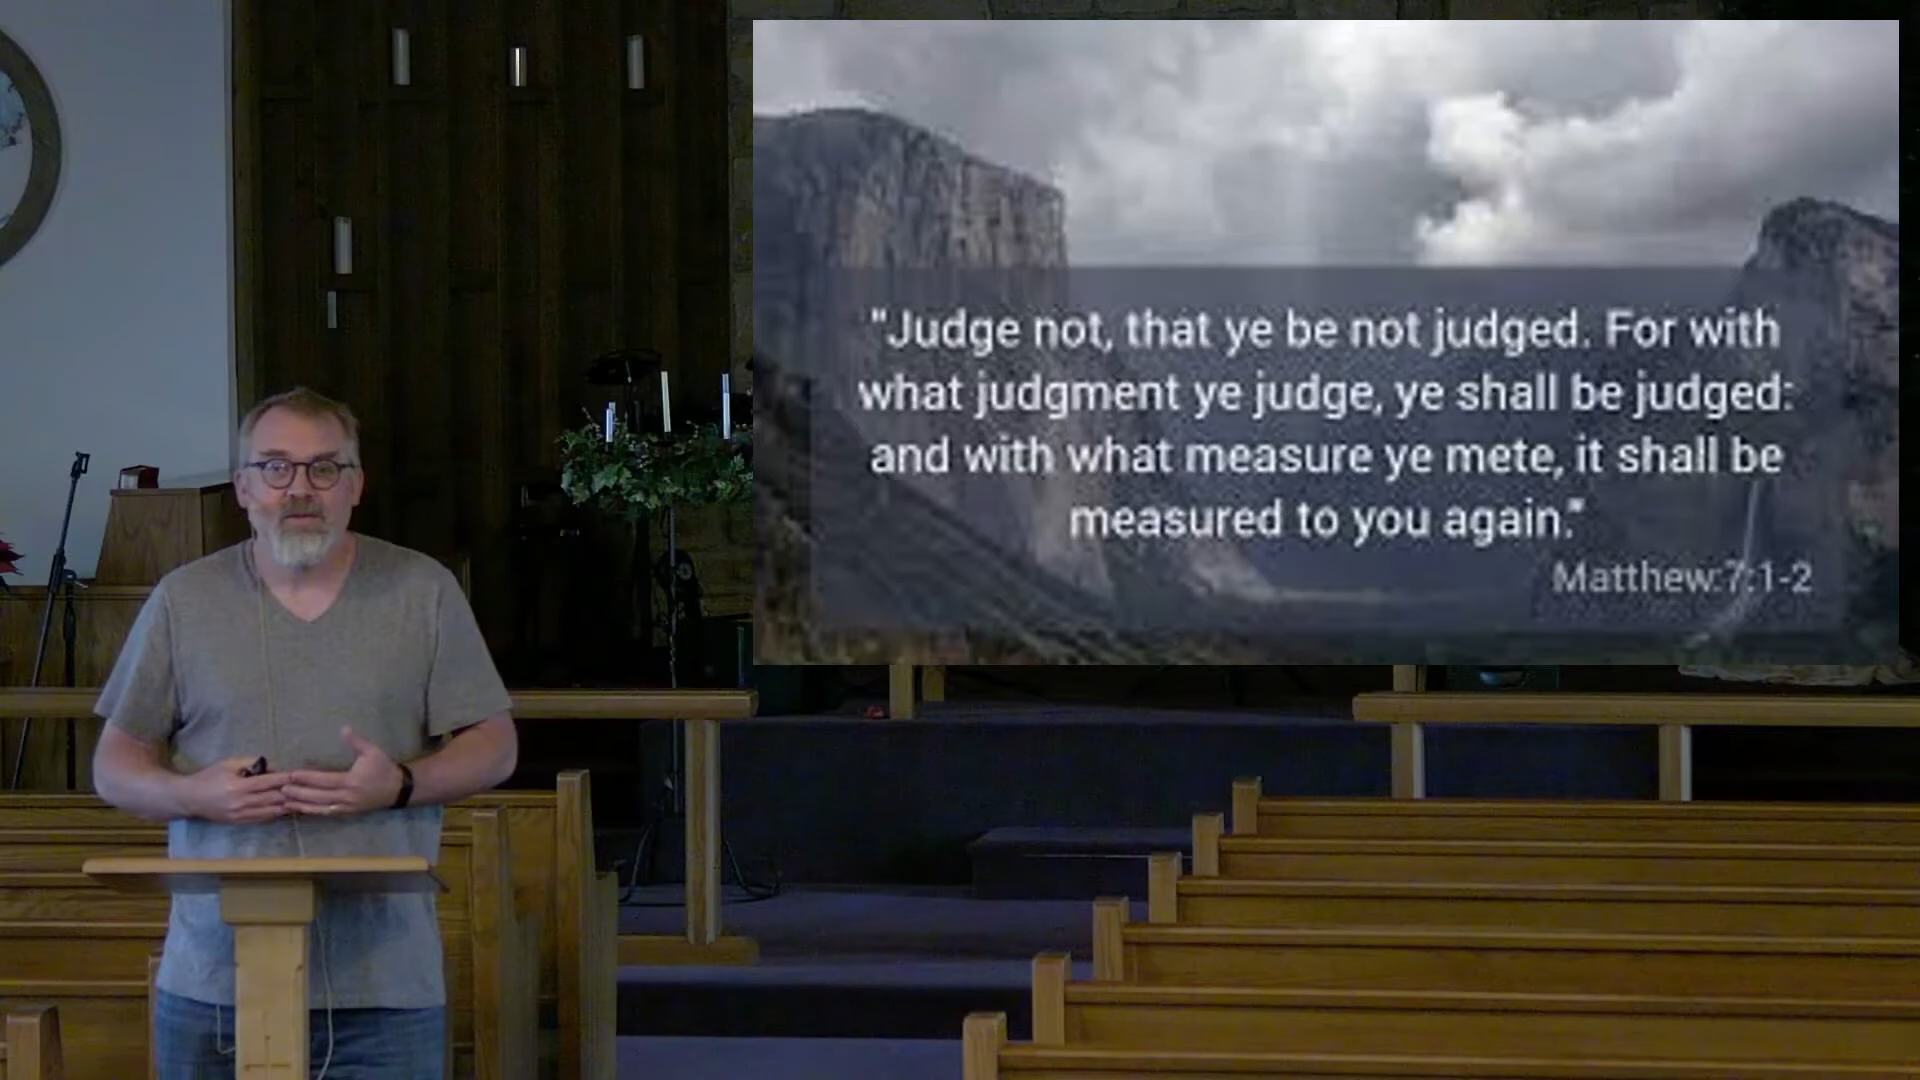 "Judge not, that ye be not judged. For with
what judgment ye judge, ye shall be judged:
and with what measure ye mete, it shall be
measured to you again."
Matthew:7:1-2